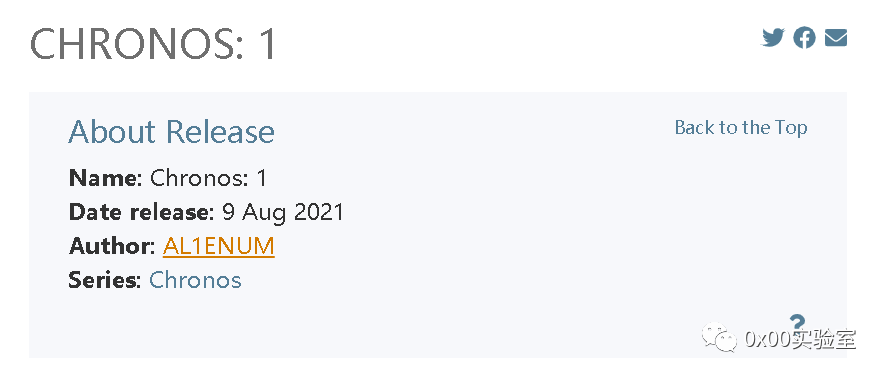 CHRONOS: 1
About Release
Back to the Top
Name: Chronos: 1
Date release: 9 Aug 2021
Author: AL1ENUM
Series: Chronos
?
0x00实验室